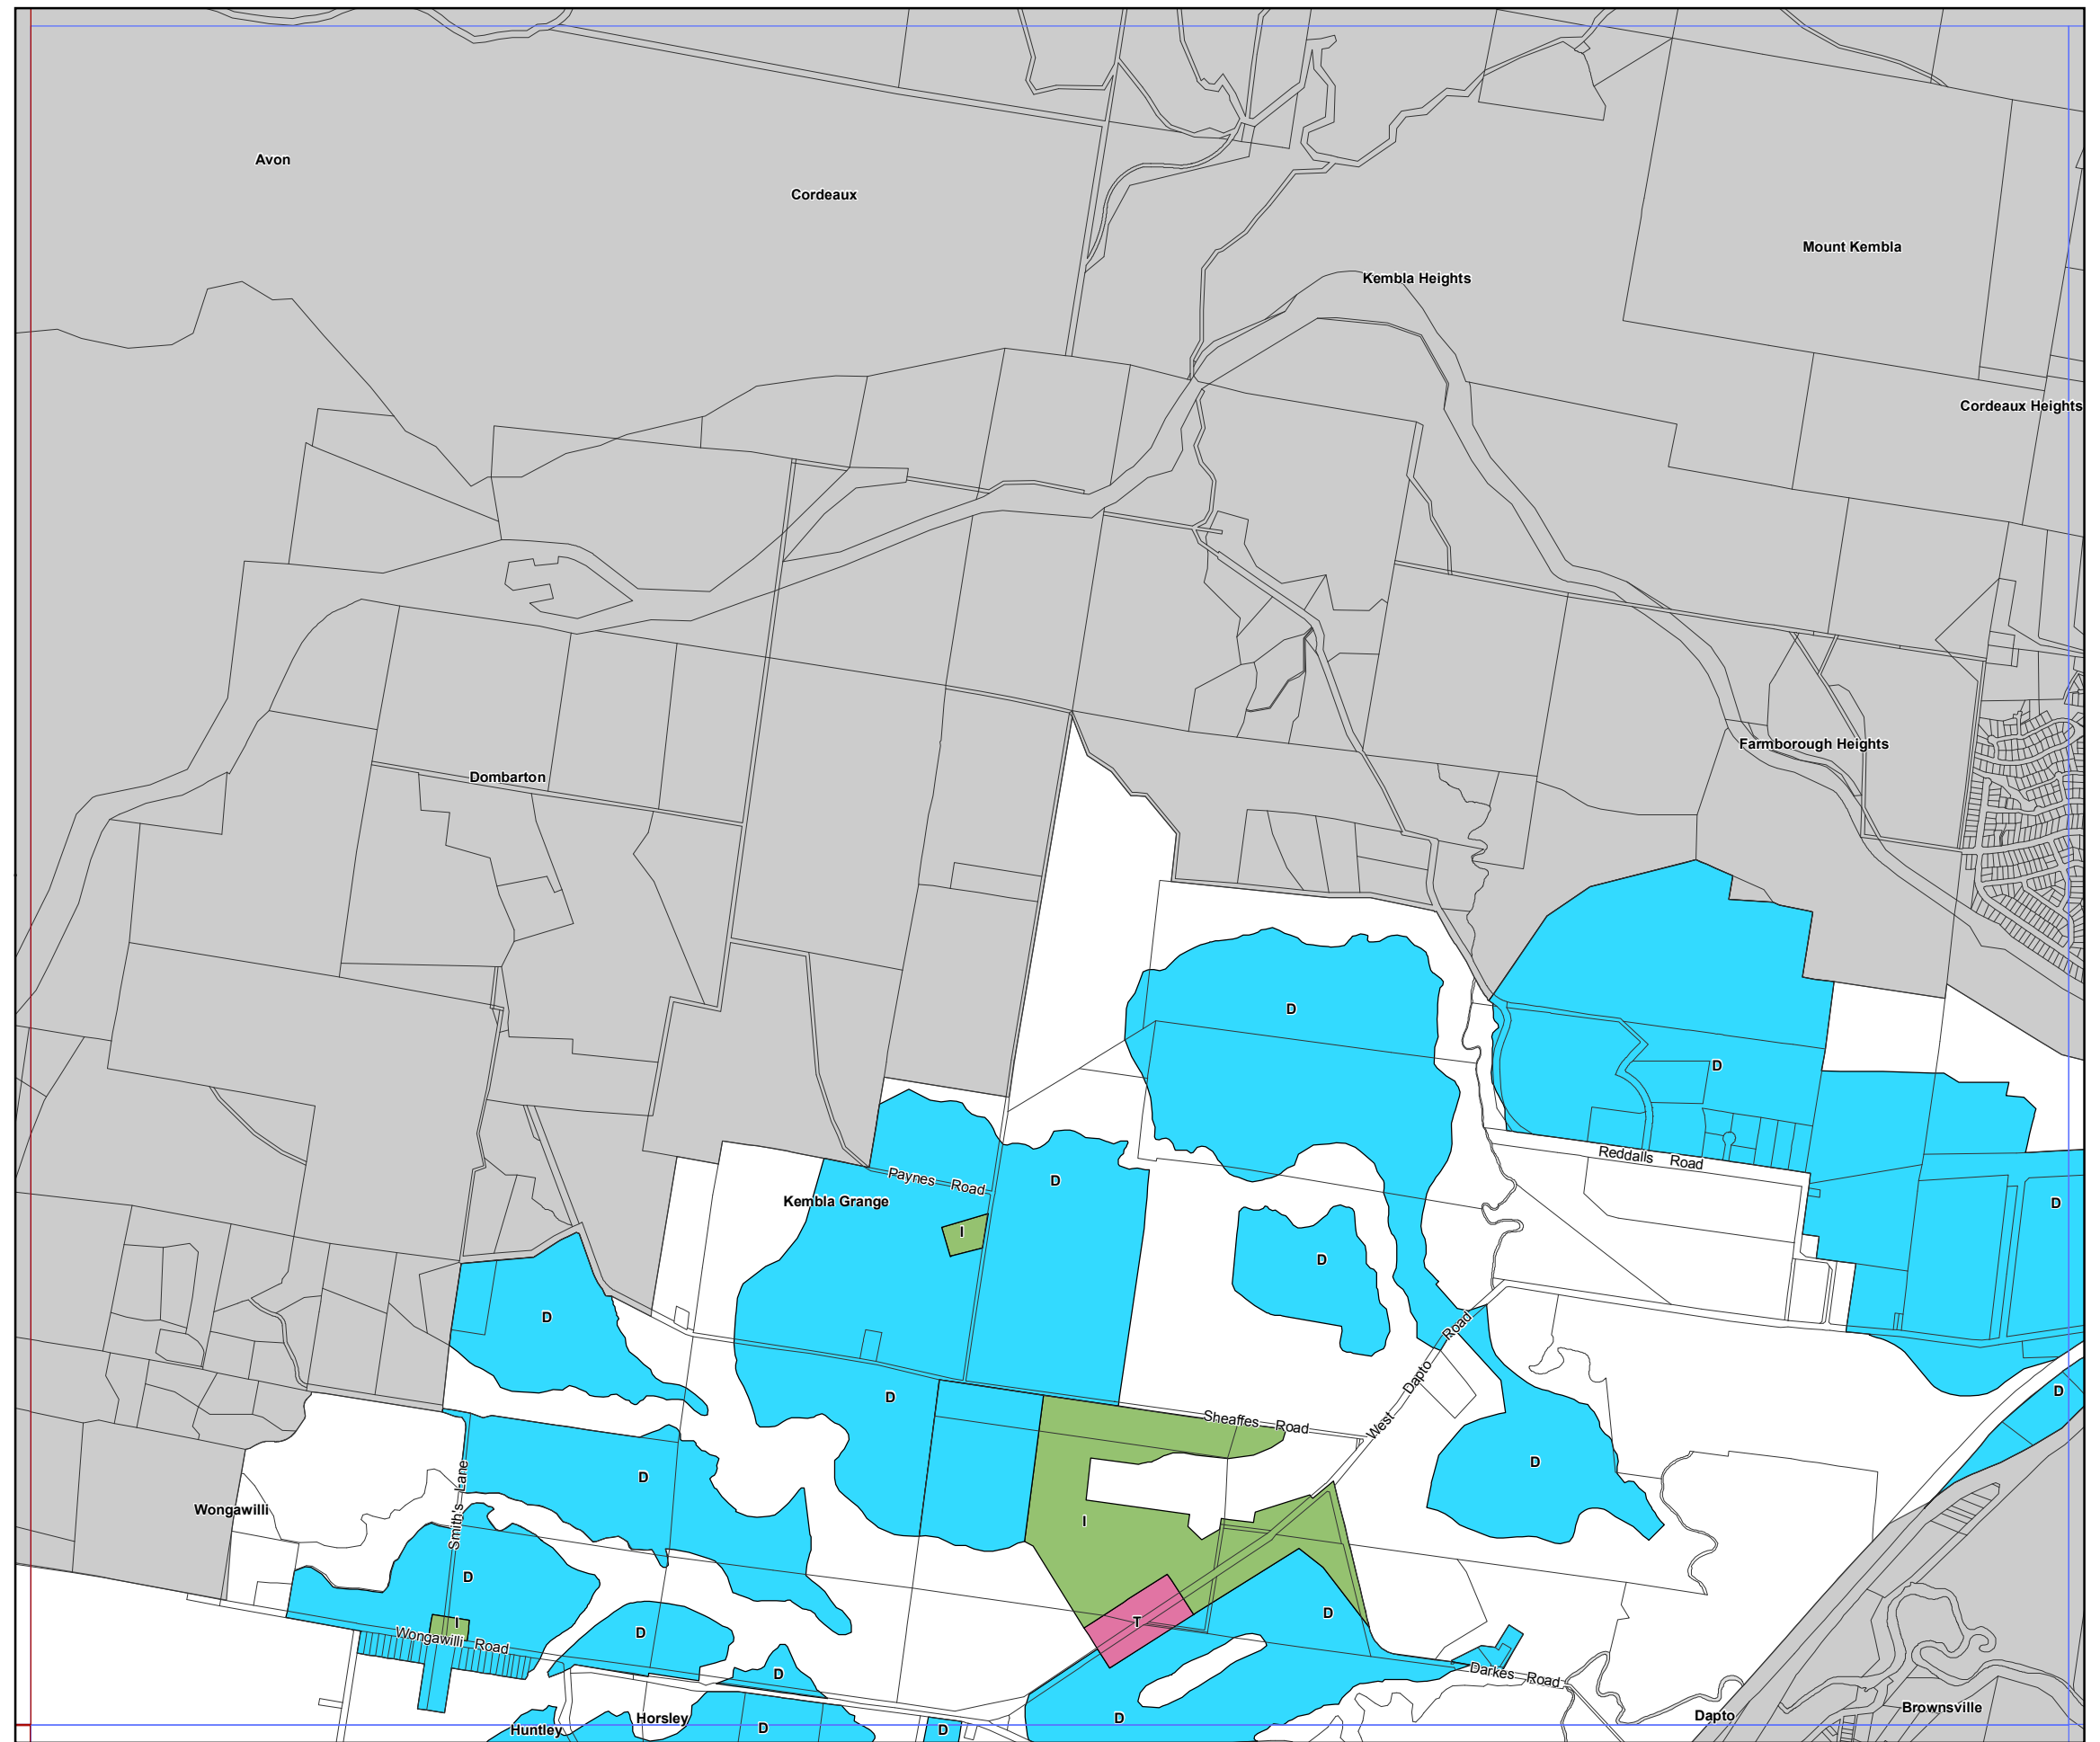 Avon
Cordeaux
Mount Kembla
Kembla Heights
Cordeaux Heights
Farmborough Heights
Dombarton
D
D
Reddalls Road
Paynes Road
D
Kembla Grange
D
I
D
D
West Dapto Road
D
D
Sheaffes Road
D
D
Smith's Lane
Wongawilli
I
D
I
T
D
Wongawilli Road
D
D
Darkes Road
Huntley
Horsley
D
D
D
Dapto
Brownsville